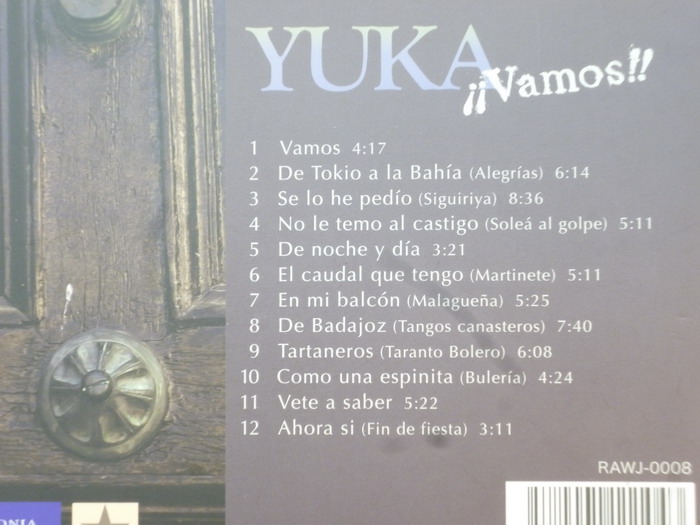 YUKA
¡¡Vamos!!
1 Vamos 4:17
2 De Tokio a la Bahía (Alegrías) 6:14
3 Se lo he pedío (Siguiriya) 8:36
4 No le temo al castigo (Soleá al golpe) 5:11
5 De noche y día 3:21
6 El caudal que tengo (Martinete) 5:11
7 En mi balcón (Malagueña) 5:25
8 De Badajoz (Tangos canasteros) 7:40
9 Tartaneros (Taranto Bolero) 6:08
10 Como una espinita (Bulería) 4:24
11 Vete a saber 5:22
12 Ahora si (Fin de fiesta) 3:11
RAWJ-0008